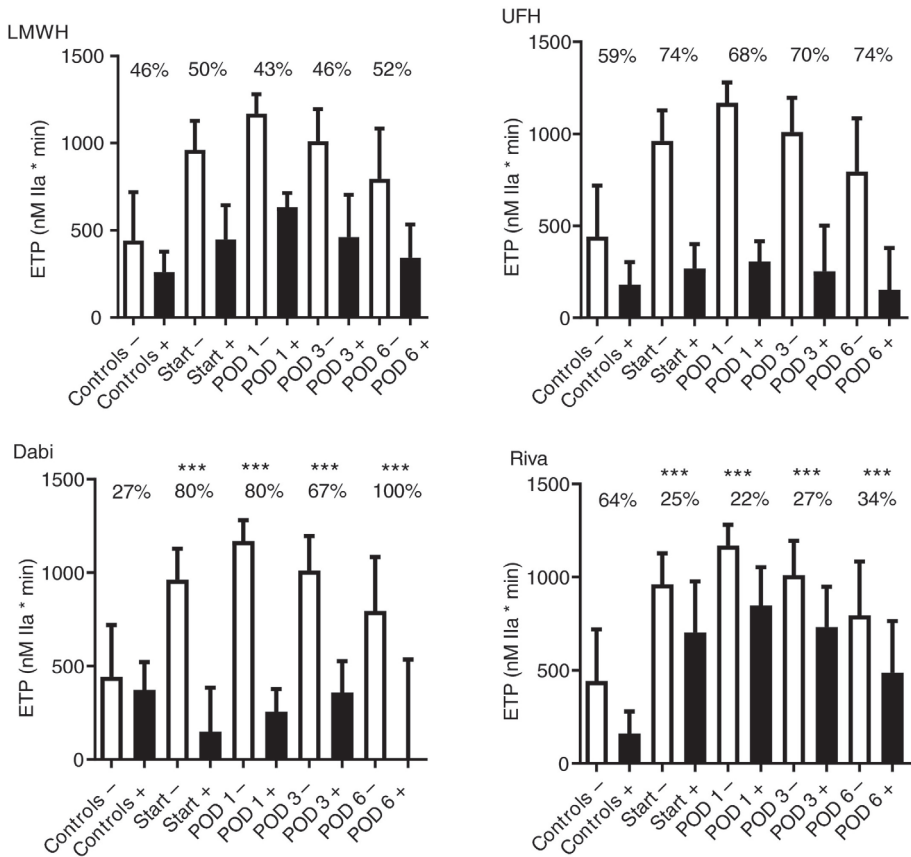 LMWH
1500
1000
500
0
ETP (nM IIa * min)
46% 50% 43% 46% 52%
Controls – Controls + Start – Start + POD 1 – POD 1 + POD 3 – POD 3 + POD 6 – POD 6 +
UFH
1500
1000
500
0
ETP (nM IIa * min)
59% 74% 68% 70% 74%
Controls – Controls + Start – Start + POD 1 – POD 1 + POD 3 – POD 3 + POD 6 – POD 6 +
Dabi
1500
1000
500
0
ETP (nM IIa * min)
*** *** *** ***
27% 80% 80% 67% 100%
Controls – Controls + Start – Start + POD 1 – POD 1 + POD 3 – POD 3 + POD 6 – POD 6 +
Riva
1500
1000
500
0
ETP (nM IIa * min)
*** *** *** ***
64% 25% 22% 27% 34%
Controls – Controls + Start – Start + POD 1 – POD 1 + POD 3 – POD 3 + POD 6 – POD 6 +